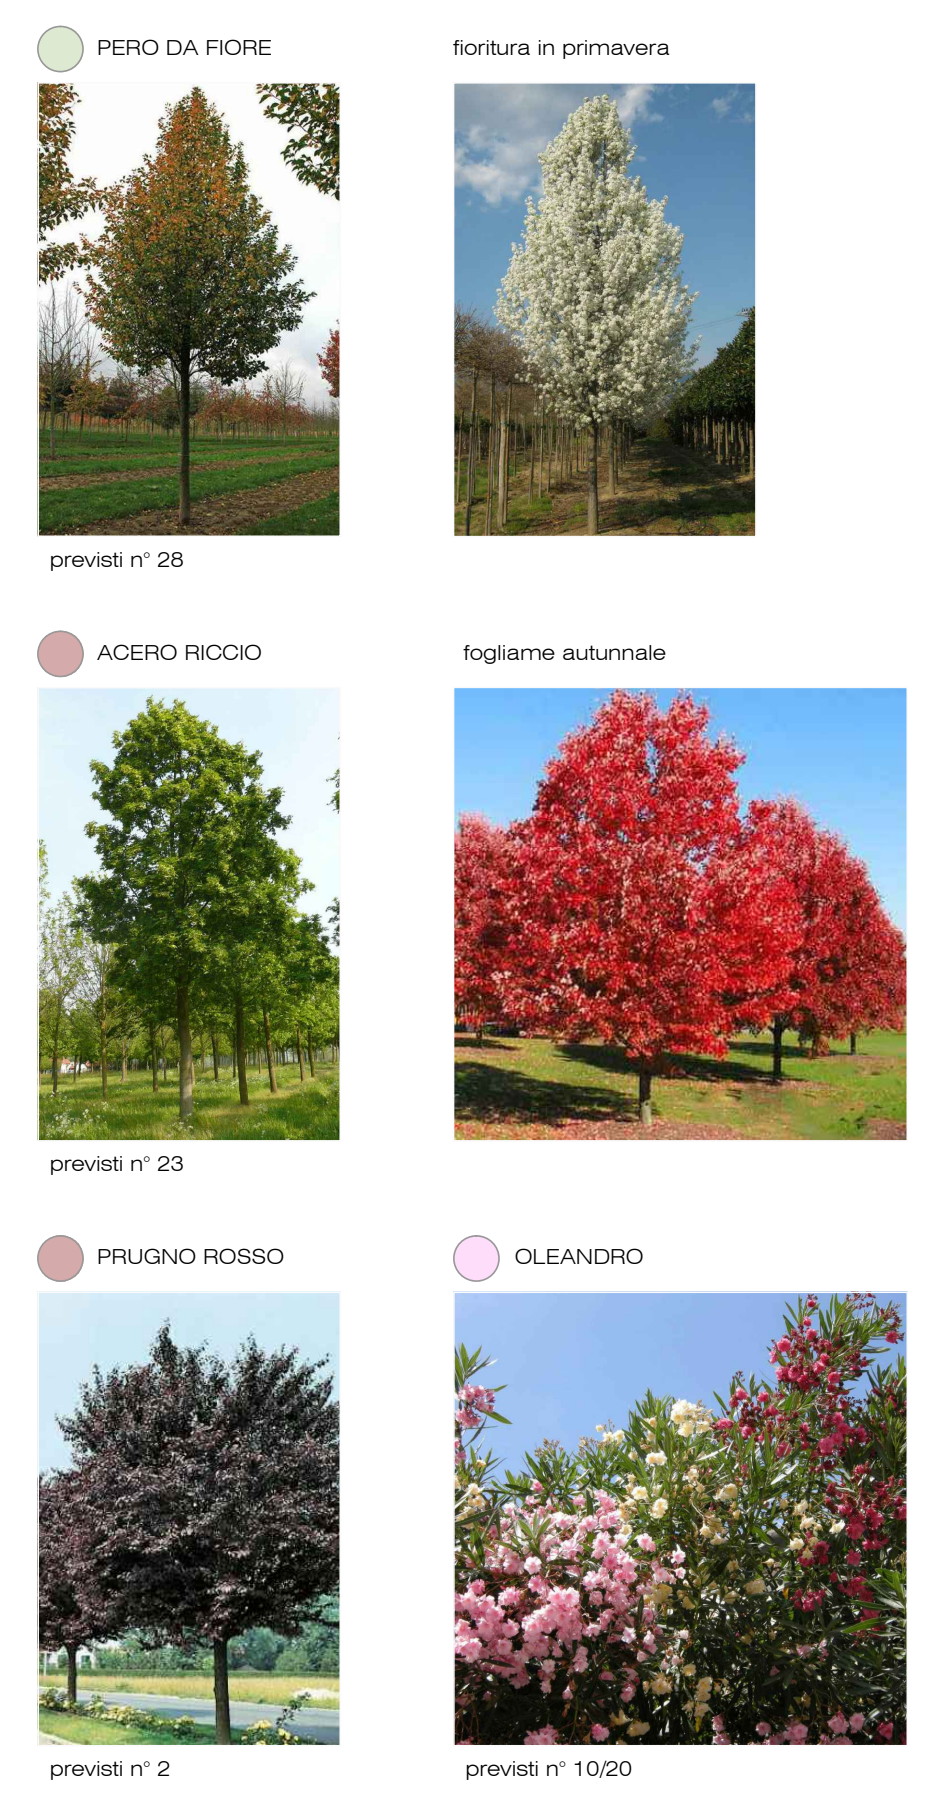 PERO DA FIORE
fioritura in primavera
previsti n° 28
ACERO RICCIO
fogliame autunnale
previsti n° 23
PRUGNO ROSSO
OLEANDRO
previsti n° 2
previsti n° 10/20